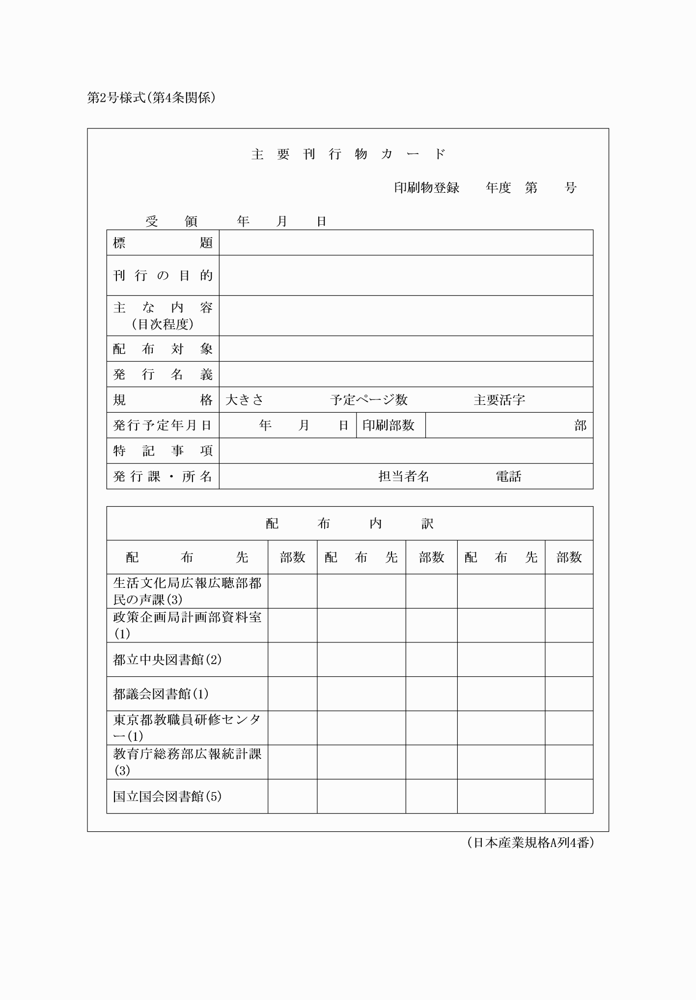 第2号様式(第4条関係)
主要刊行物カード
印刷物登録　　年度　第　　号
受　　領　　　年　　月　　日
標題
刊行の目的
主な内容
(目次程度)
配布対象
発行名義
規格　大きさ　予定ページ数　主要活字
発行予定年月日　年　月　日　印刷部数　部
特記事項
発行課・所名　担当者名　電話
配布内訳
配布先　部数　配布先　部数　配布先　部数
生活文化局広報広聴部都
民の声課(3)
政策企画局計画部資料室
(1)
都立中央図書館(2)
都議会図書館(1)
東京都教職員研修センタ
ー(1)
教育庁総務部広報統計課
(3)
国立国会図書館(5)
(日本産業規格A列4番)